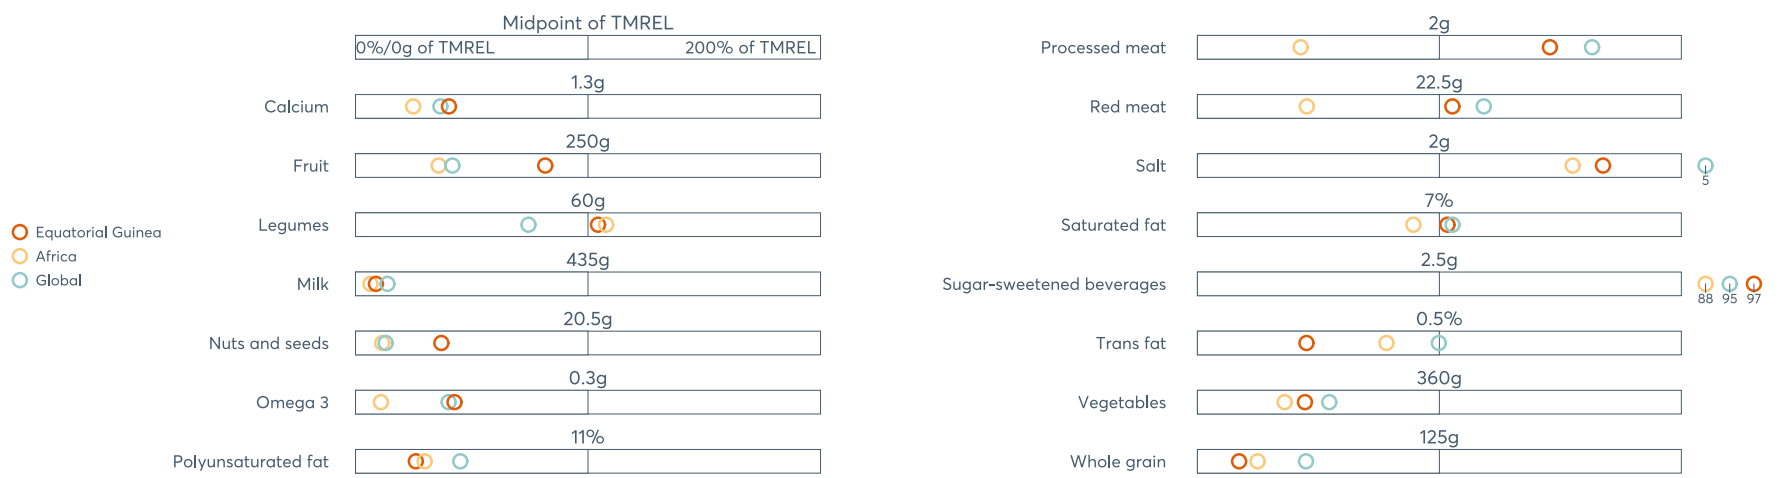 Midpoint of TMREL
0%/0g of TMREL 200% of TMREL
1.3g
Calcium
250g
Fruit
60g
Legumes
435g
Milk
20.5g
Nuts and seeds
0.3g
Omega 3
11%
Polyunsaturated fat
Equatorial Guinea
Africa
Global
2g
Processed meat
22.5g
Red meat
2g
Salt
5
7%
Saturated fat
2.5g
Sugar-sweetened beverages
88 95 97
0.5%
Trans fat
360g
Vegetables
125g
Whole grain